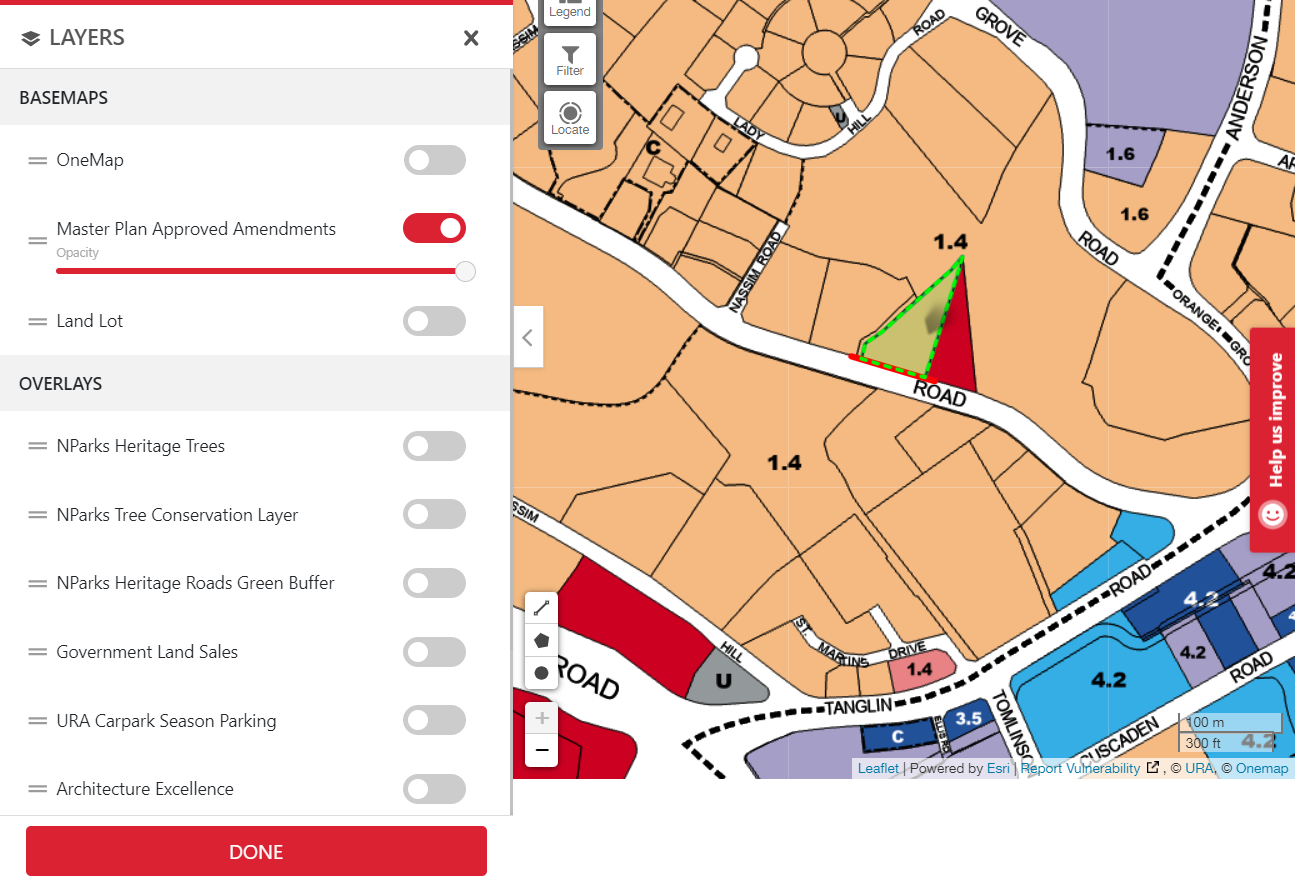 LAYERS
BASEMAPS
OneMap
Master Plan Approved Amendments
Opacity
Land Lot
OVERLAYS
NParks Heritage Trees
NParks Tree Conservation Layer
NParks Heritage Roads Green Buffer
Government Land Sales
URA Carpark Season Parking
Architecture Excellence
DONE
Legend
Filter
Locate
ROAD
GROVE
ANDERSON
LADY
HILL
U
C
1.6
1.6
AR
1.4
ROAD
NASSIM ROAD
ORANGE
GRO
ROAD
1.4
Help us improve
SSIM
ROAD
HILL
U
ST.
MARTINS
DRIVE
1.4
ROAD
4.2
4.2
4.2
4.2
ROAD
TANGLIN
C
3.5
TOMLINSO
CUSCADEN
4.2
100 m
300 ft
+
−
Leaflet | Powered by Esri | Report Vulnerability , © URA, © Onemap